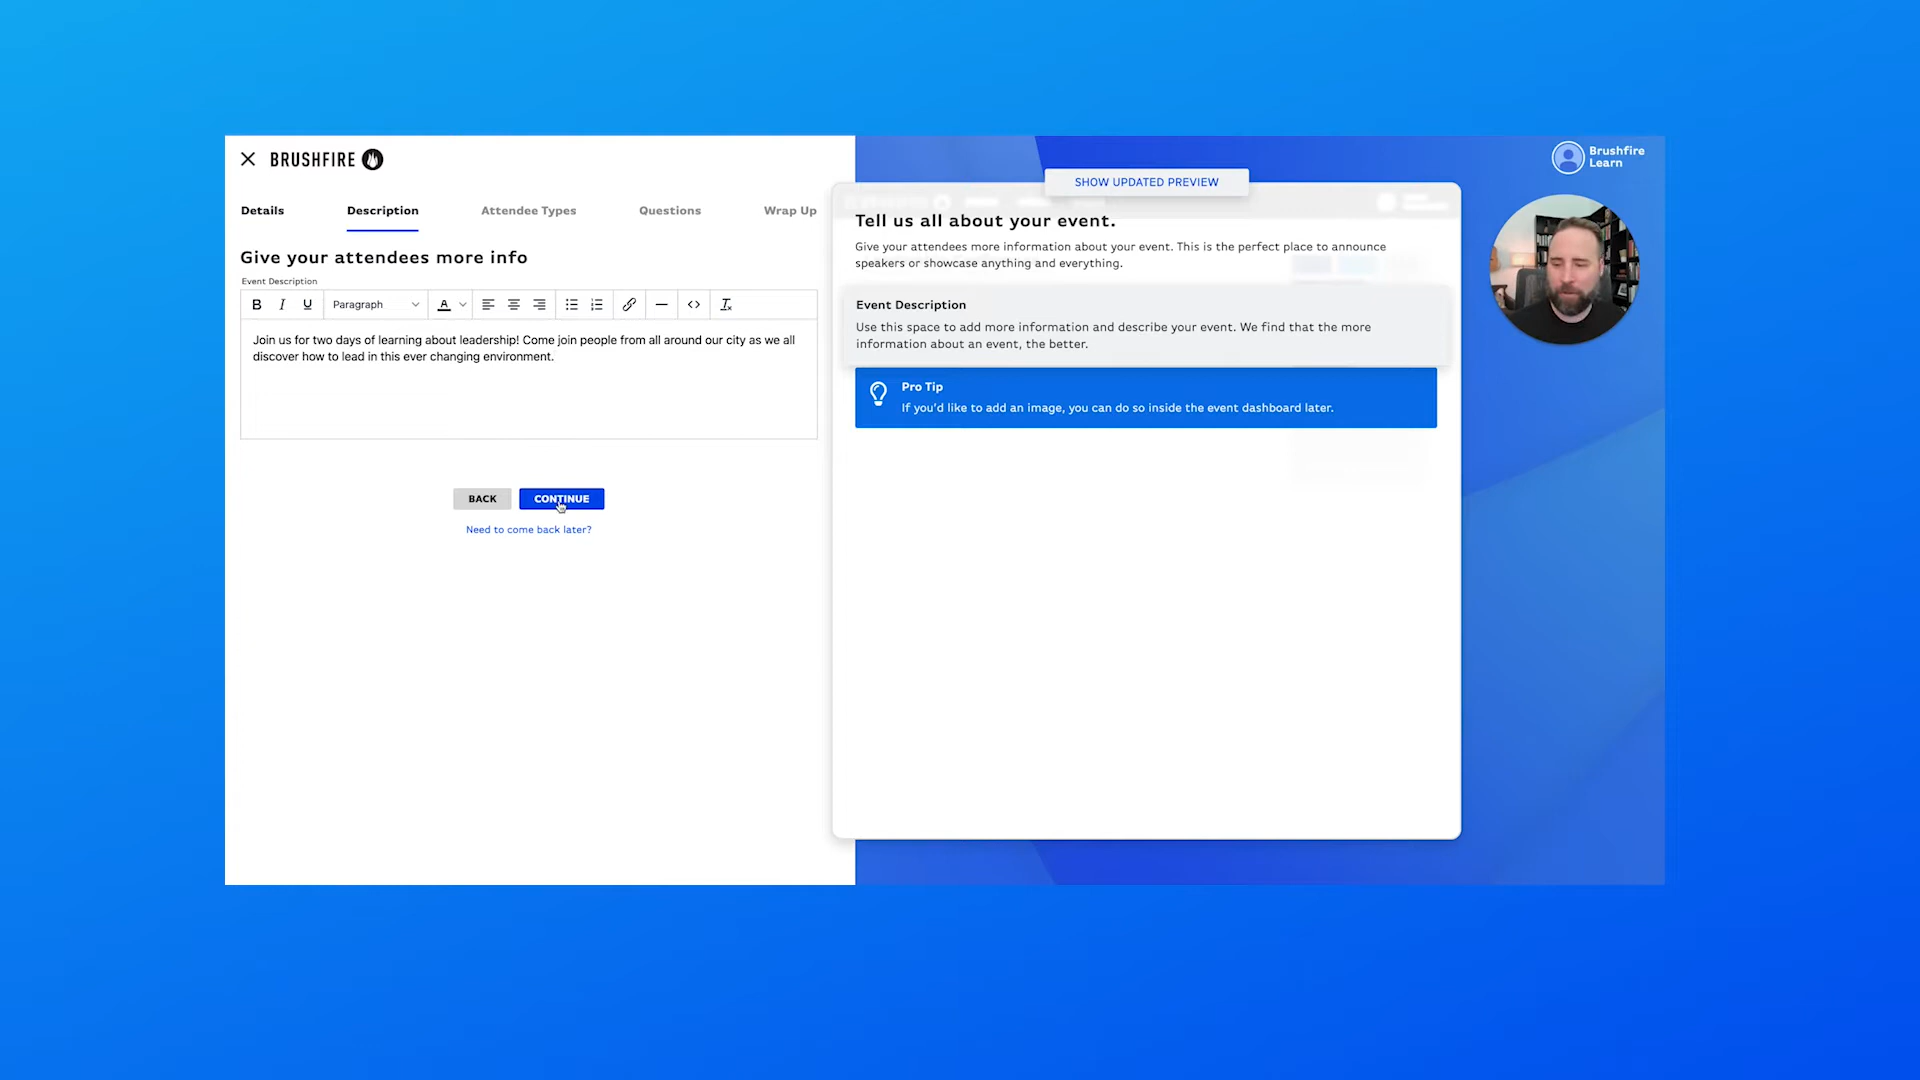 BRUSHFIRE
Details
Description
Attendee Types
Questions
Wrap Up
Give your attendees more info
Event Description
B I U Paragraph A
Join us for two days of learning about leadership! Come join people from all around our city as we all
discover how to lead in this ever changing environment.
BACK
CONTINUE
Need to come back later?
SHOW UPDATED PREVIEW
Tell us all about your event.
Give your attendees more information about your event. This is the perfect place to announce
speakers or showcase anything and everything.
Event Description
Use this space to add more information and describe your event. We find that the more
information about an event, the better.
Pro Tip
If you'd like to add an image, you can do so inside the event dashboard later.
Brushfire
Learn